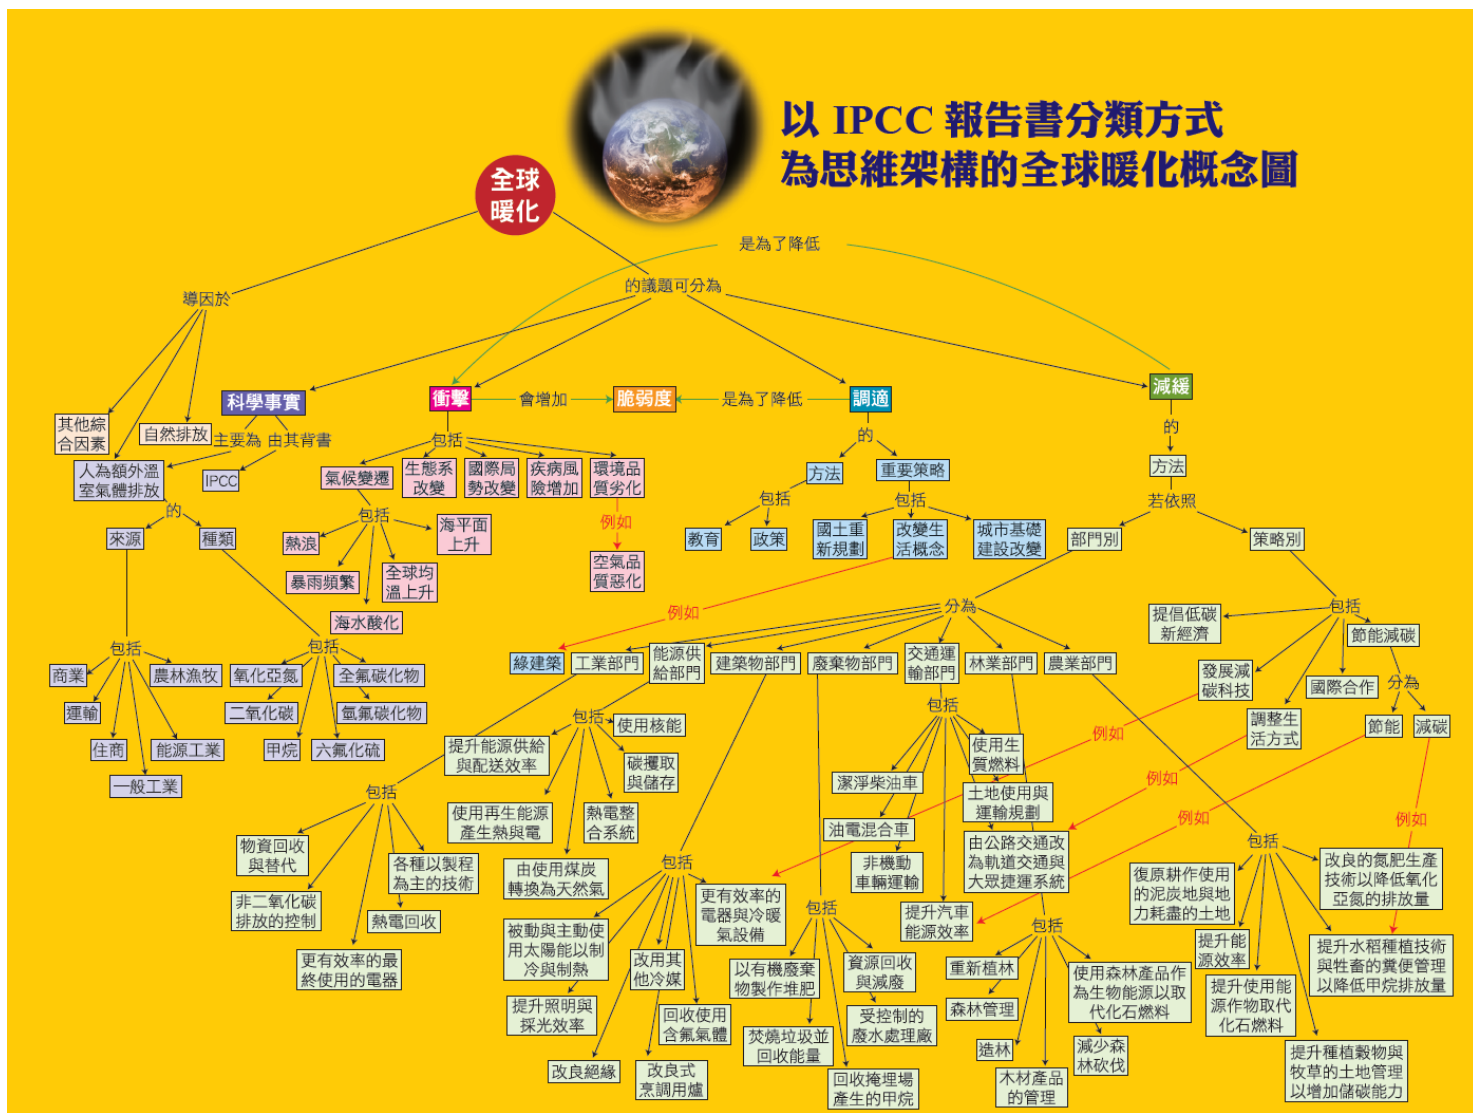 以 IPCC 報告書分類方式
為思維架構的全球暖化概念圖
全球
暖化
是為了降低
導因於
的議題可分為
其他綜
合因素
自然排放
科學事實
主要為
由其背書
人為額外溫
室氣體排放
IPCC
的
來源
種類
包括
商業
農林漁牧
運輸
住商
能源工業
一般工業
包括
氧化亞氮
全氟碳化物
二氧化碳
氫氟碳化物
甲烷
六氟化硫
衝擊
會增加
脆弱度
是為了降低
調適
減緩
包括
氣候變遷
生態系
改變
國際局
勢改變
疾病風
險增加
環境品
質劣化
包括
熱浪
海平面
上升
暴雨頻繁
全球均
溫上升
海水酸化
例如
空氣品
質惡化
的
方法
重要策略
包括
教育
政策
包括
國土重
新規劃
改變生
活概念
城市基礎
建設改變
例如
綠建築
的
方法
若依照
部門別
策略別
分為
工業部門
能源供
給部門
建築物部門
廢棄物部門
交通運
輸部門
林業部門
農業部門
包括
提倡低碳
新經濟
節能減碳
發展減
碳科技
國際合作
分為
調整生
活方式
節能
減碳
例如
例如
例如
例如
包括
使用核能
提升能源供給
與配送效率
碳攫取
與儲存
使用再生能源
產生熱與電
熱電整
合系統
由使用煤炭
轉換為天然氣
包括
物資回收
與替代
各種以製程
為主的技術
非二氧化碳
排放的控制
熱電回收
更有效率的最
終使用的電器
包括
更有效率的
電器與冷暖
氣設備
被動與主動使
用太陽能以制
冷與制熱
改用其
他冷媒
提升照明與
採光效率
回收使用
含氟氣體
改良絕緣
改良式
烹調用爐
包括
以有機廢棄
物製作堆肥
資源回收
與減廢
焚燒垃圾並
回收能量
受控制的
廢水處理廠
回收掩埋場
產生的甲烷
包括
使用生
質燃料
潔淨柴油車
土地使用與
運輸規劃
油電混合車
由公路交通改
為軌道交通與
大眾捷運系統
非機動
車輛運輸
提升汽車
能源效率
包括
重新植林
使用森林產品作
為生物能源以取
代化石燃料
森林管理
造林
減少森
林砍伐
木材產品
的管理
包括
復原耕作使用
的泥炭地與地
力耗盡的土地
改良的氮肥生產
技術以降低氧化
亞氮的排放量
提升能
源效率
提升水稻種植技術
與牲畜的糞便管理
以降低甲烷排放量
提升使用能
源作物取代
化石燃料
提升種植穀物與
牧草的土地管理
以增加儲碳能力